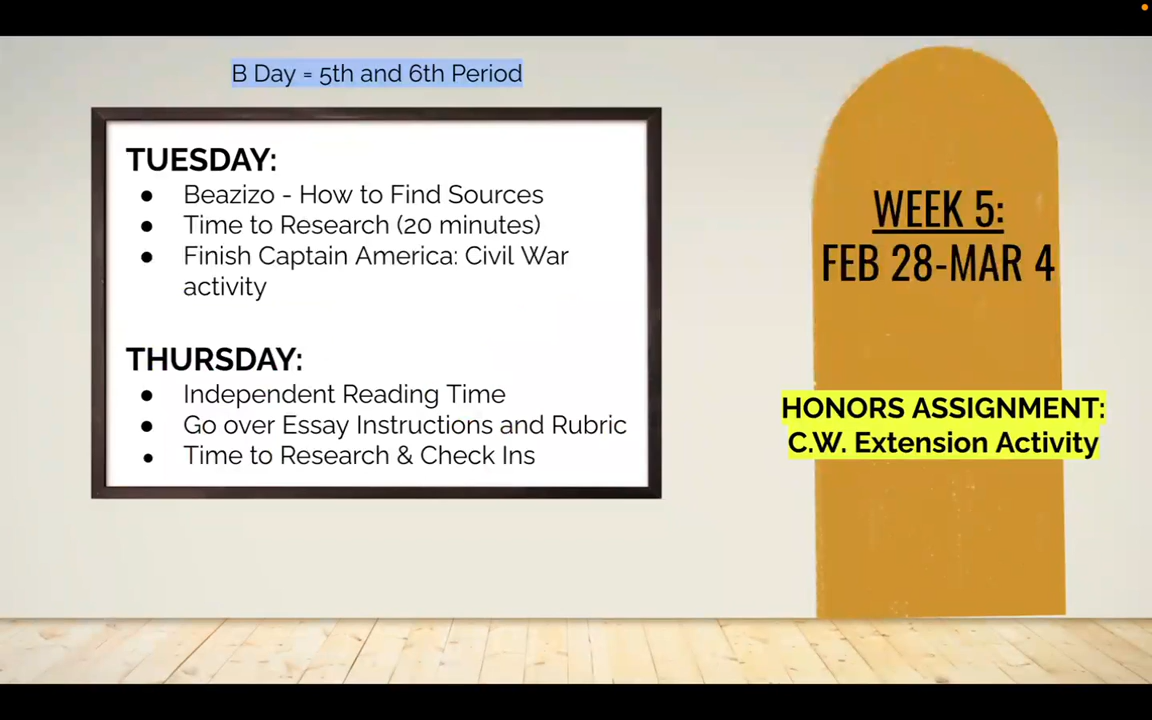 B Day = 5th and 6th Period
TUESDAY:
● Beazizo - How to Find Sources
● Time to Research (20 minutes)
● Finish Captain America: Civil War
activity
THURSDAY:
● Independent Reading Time
● Go over Essay Instructions and Rubric
● Time to Research & Check Ins
WEEK 5:
FEB 28-MAR 4
HONORS ASSIGNMENT:
C.W. Extension Activity